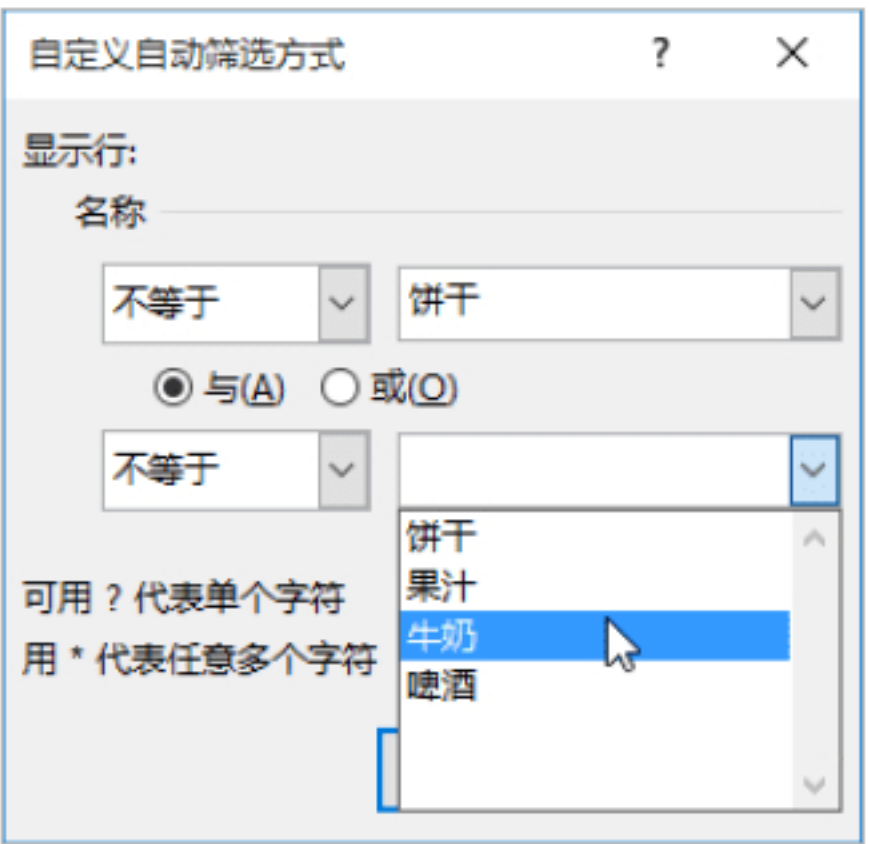 自定义自动筛选方式 ?
显示行:
名称
不等于 饼干
与(A) 或(O)
不等于
饼干
果汁
牛奶
啤酒
可用 ? 代表单个字符
用 * 代表任意多个字符